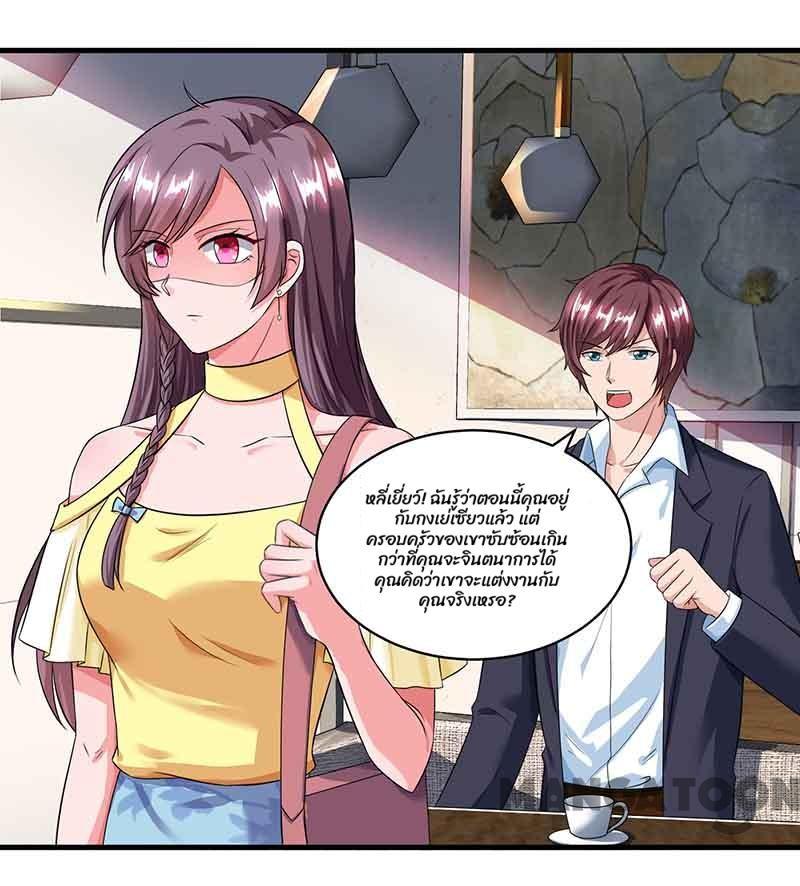 หลี่เยี่ยว์! ฉันรู้ว่าตอนนี้คุณอยู่
กับกงเย่เซียวแล้ว แต่
ครอบครัวของเขาซับซ้อนเกิน
กว่าที่คุณจะจินตนาการได้
คุณคิดว่าเขาจะแต่งงานกับ
คุณจริงเหรอ?
MANGATOON